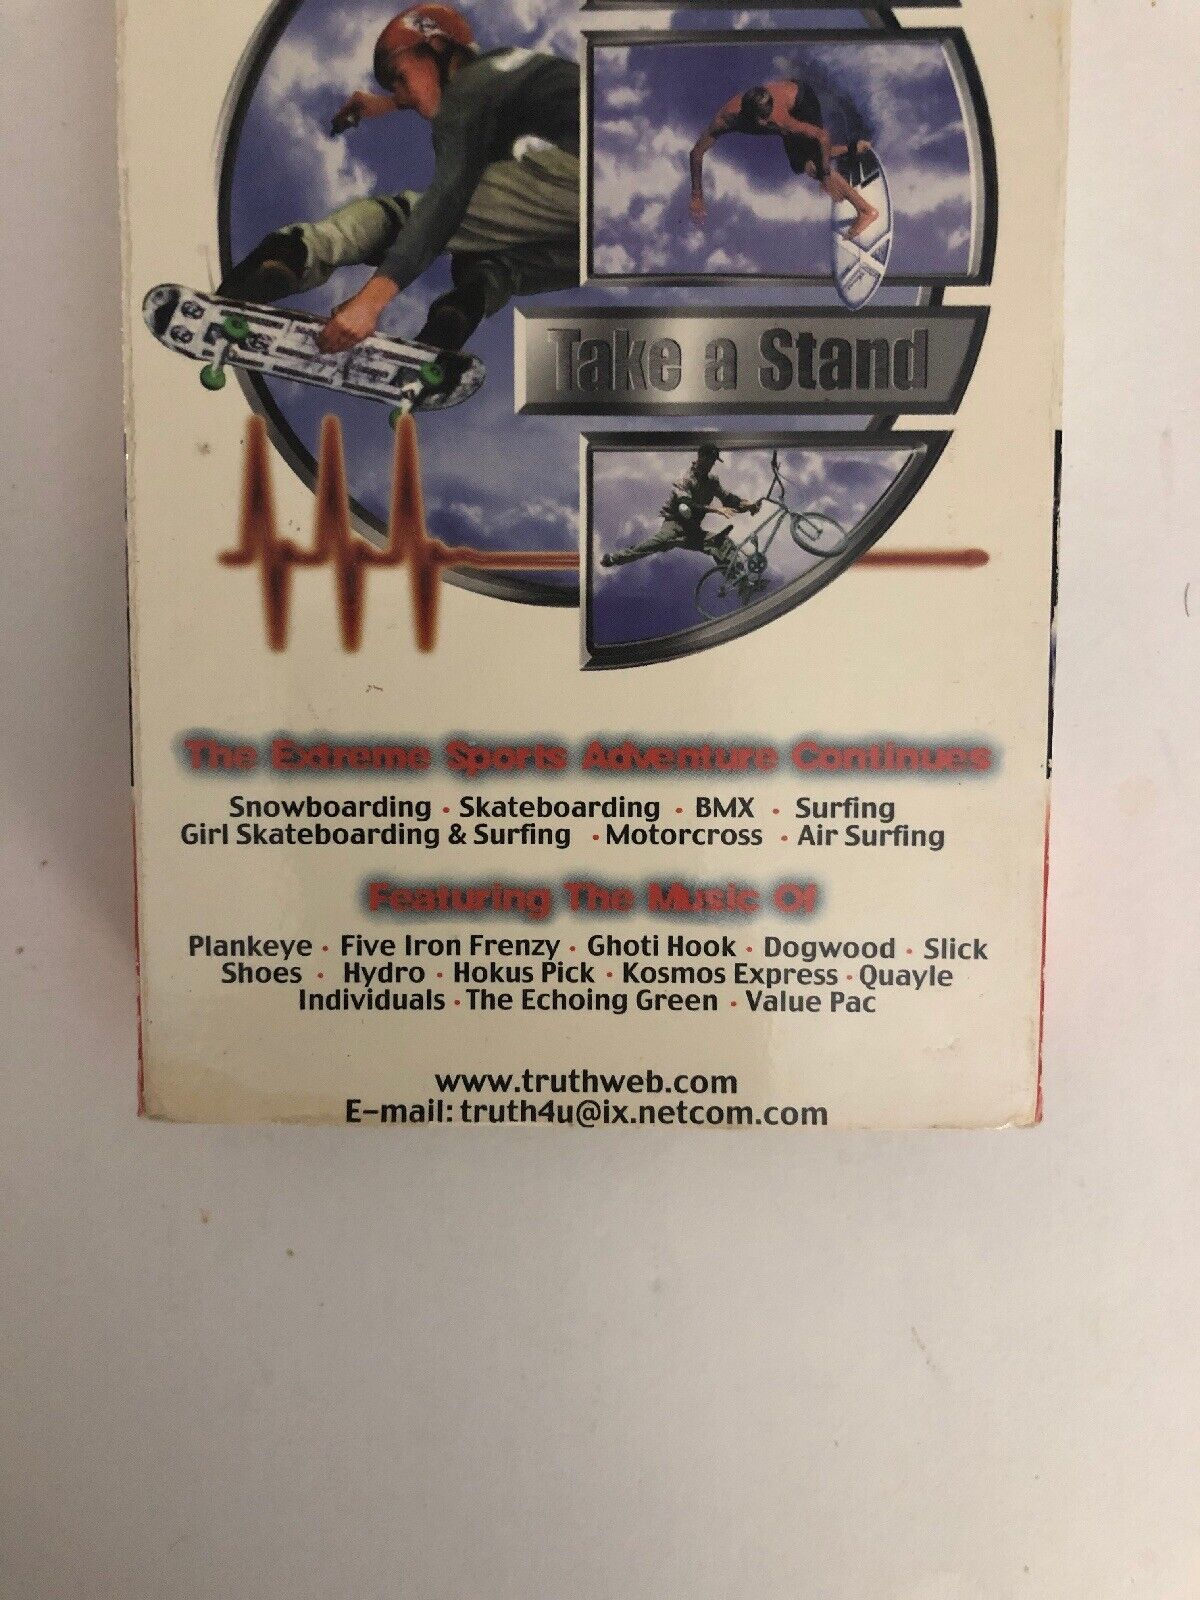 Take a Stand
The Extreme Sports Adventure Continues
Snowboarding · Skateboarding · BMX · Surfing
Girl Skateboarding & Surfing · Motorcross · Air Surfing
Featuring The Music Of
Plankeye · Five Iron Frenzy · Ghoti Hook · Dogwood · Slick
Shoes · Hydro · Hokus Pick · Kosmos Express · Quayle
Individuals · The Echoing Green · Value Pac
www.truthweb.com
E-mail: truth4u@ix.netcom.com